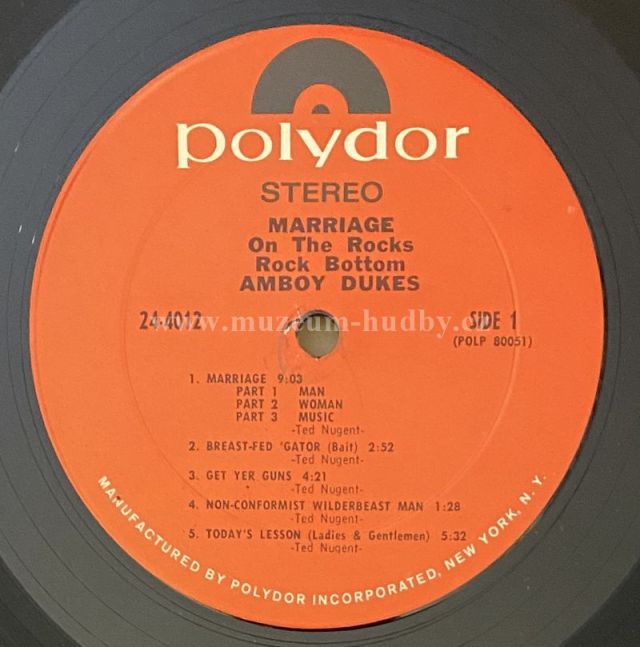 polydor
STEREO
MARRIAGE
On The Rocks
Rock Bottom
AMBOY DUKES
24-4012 SIDE 1
(POLP 80051)
www.muzeum-hudby.cz
1. MARRIAGE 9:03
PART 1 MAN
PART 2 WOMAN
PART 3 MUSIC
-Ted Nugent-
2. BREAST-FED 'GATOR (Bait) 2:52
-Ted Nugent-
3. GET YER GUNS 4:21
-Ted Nugent-
4. NON-CONFORMIST WILDERBEAST MAN 1:28
-Ted Nugent-
5. TODAY'S LESSON (Ladies & Gentlemen) 5:32
-Ted Nugent-
MANUFACTURED BY POLYDOR INCORPORATED, NEW YORK, N. Y.